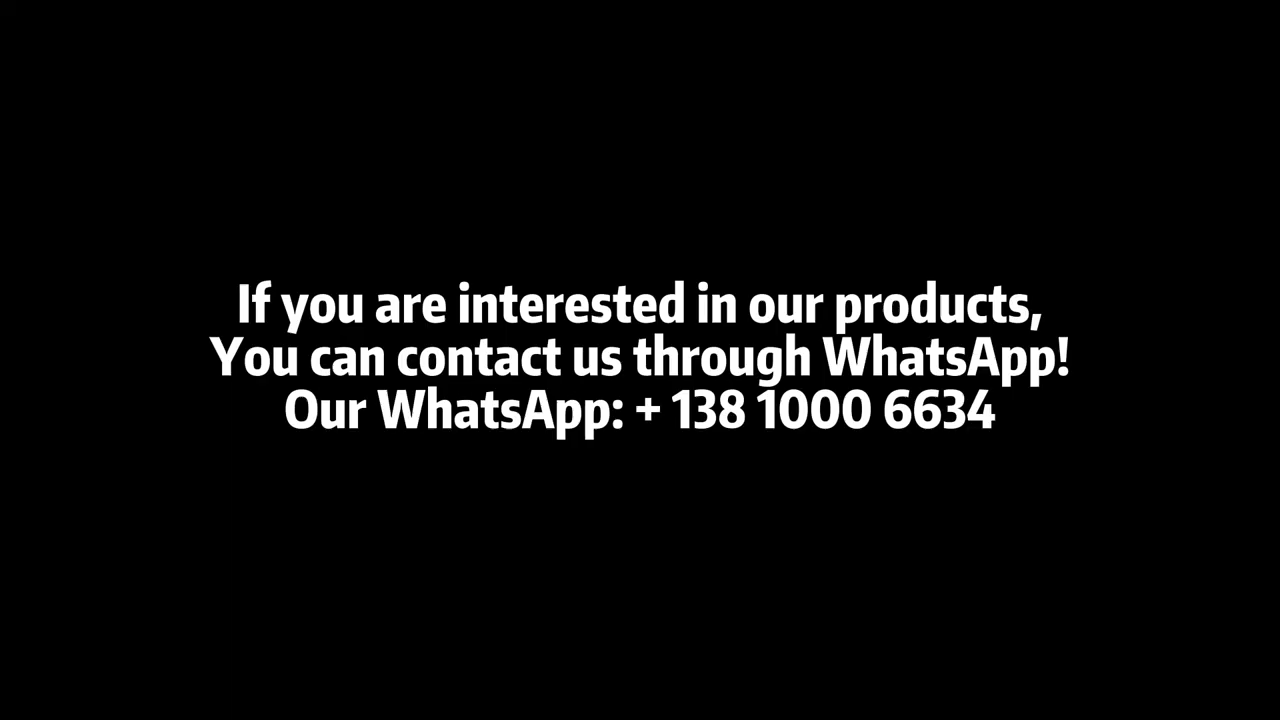 If you are interested in our products,
You can contact us through WhatsApp!
Our WhatsApp: + 138 1000 6634